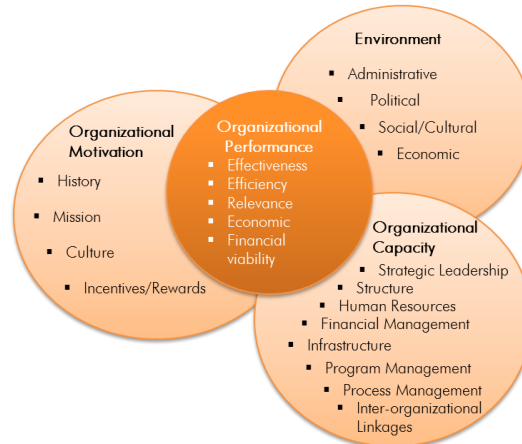 Environment
Administrative
Political
Social/Cultural
Economic
Organizational
Motivation
History
Mission
Culture
Incentives/Rewards
Organizational
Performance
Effectiveness
Efficiency
Relevance
Economic
Financial
viability
Organizational
Capacity
Strategic Leadership
Structure
Human Resources
Financial Management
Infrastructure
Program Management
Process Management
Inter-organizational
Linkages